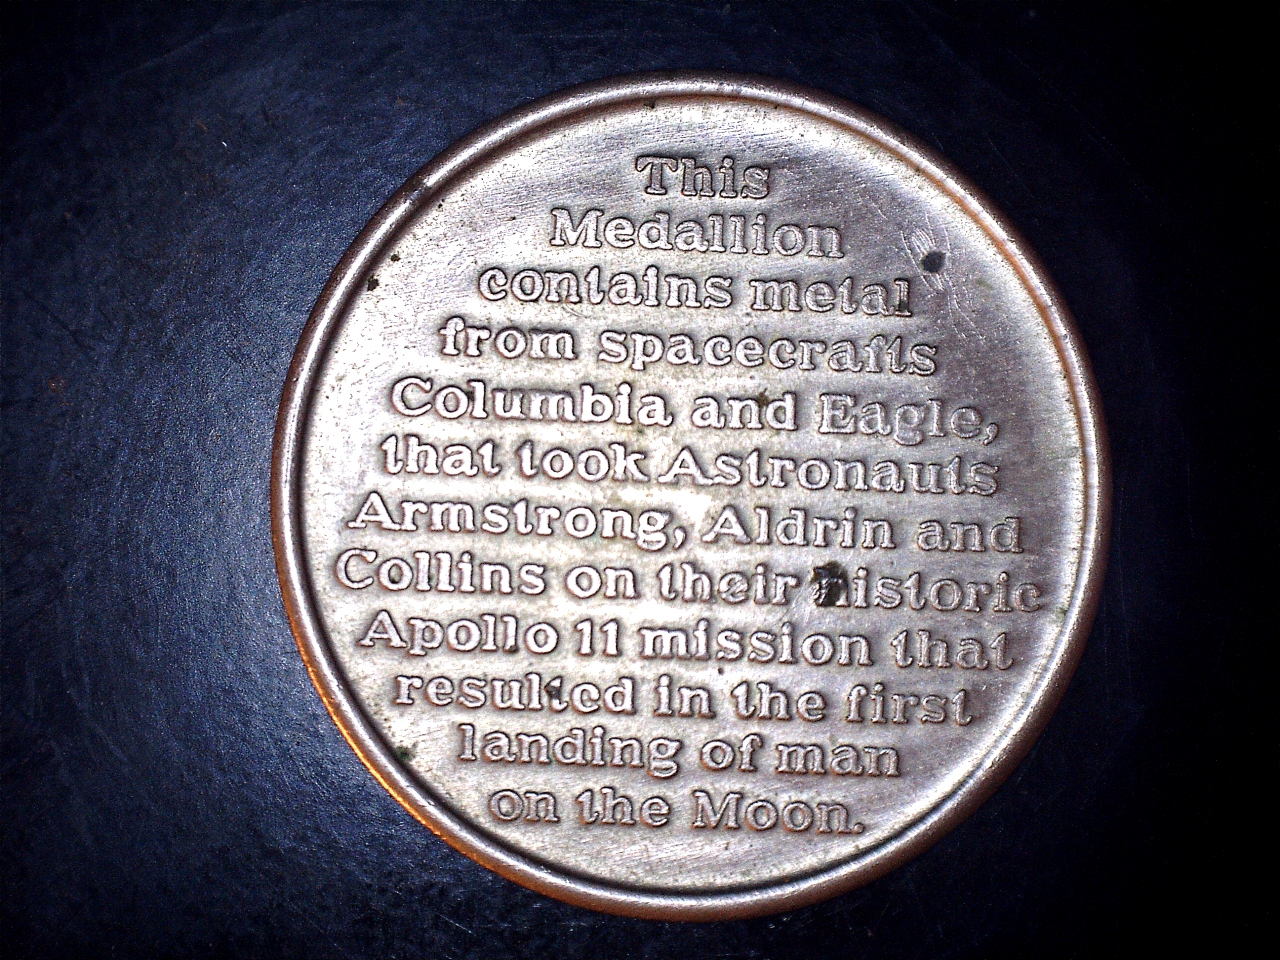 This
Medallion
contains metal
from spacecrafts
Columbia and Eagle,
that took Astronauts
Armstrong, Aldrin and
Collins on their historic
Apollo 11 mission that
resulted in the first
landing of man
on the Moon.